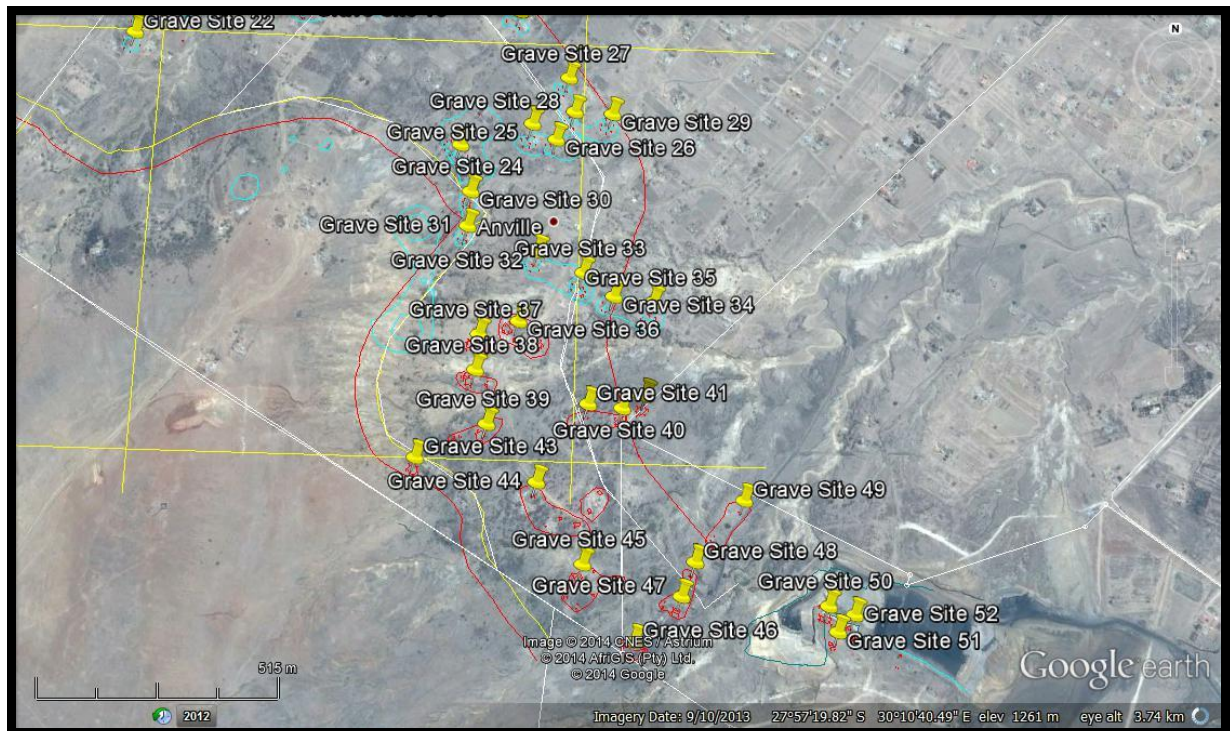 Grave Site 22
Grave Site 27
Grave Site 28
Grave Site 29
Grave Site 25
Grave Site 26
Grave Site 24
Grave Site 30
Grave Site 31
Anville
Grave Site 33
Grave Site 32
Grave Site 35
Grave Site 34
Grave Site 37
Grave Site 36
Grave Site 38
Grave Site 41
Grave Site 39
Grave Site 40
Grave Site 43
Grave Site 44
Grave Site 49
Grave Site 45
Grave Site 48
Grave Site 47
Grave Site 50
Grave Site 52
Grave Site 46
Grave Site 51
Image © 2014 CNES / Astrium
© 2014 AfriGIS (Pty) Ltd.
© 2014 Google
Google earth
515 m
N
2012
Imagery Date: 9/10/2013 27°57'19.82" S 30°10'40.49" E elev 1261 m eye alt 3.74 km